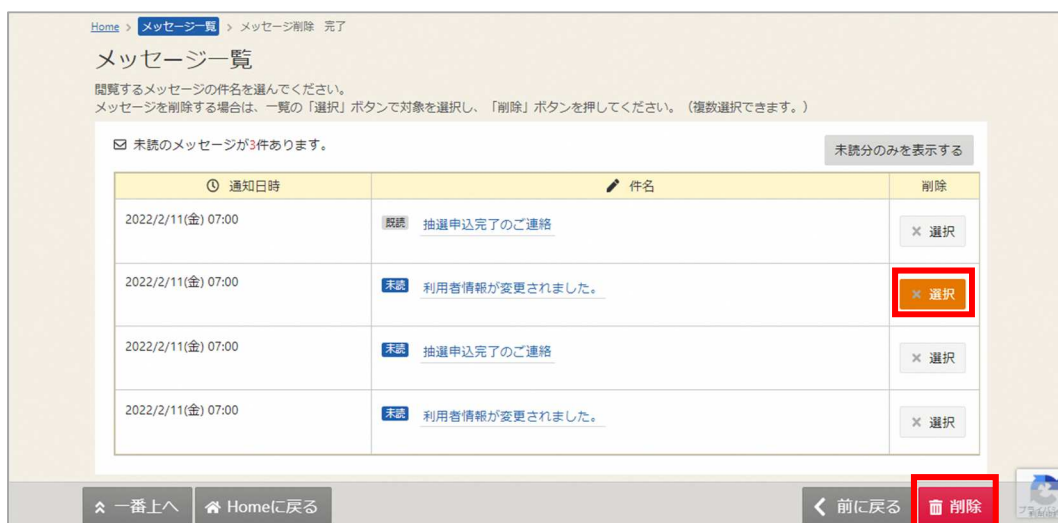 Home > メッセージ一覧 > メッセージ削除 完了
メッセージ一覧
閲覧するメッセージの件名を選んでください。
メッセージを削除する場合は、一覧の「選択」ボタンで対象を選択し、「削除」ボタンを押してください。（複数選択できます。）
未読のメッセージが3件あります。
未読分のみを表示する
通知日時 件名 削除
2022/2/11(金) 07:00 既読 抽選申込完了のご連絡 × 選択
2022/2/11(金) 07:00 未読 利用者情報が変更されました。 × 選択
2022/2/11(金) 07:00 未読 抽選申込完了のご連絡 × 選択
2022/2/11(金) 07:00 未読 利用者情報が変更されました。 × 選択
一番上へ Homeに戻る 前に戻る 削除